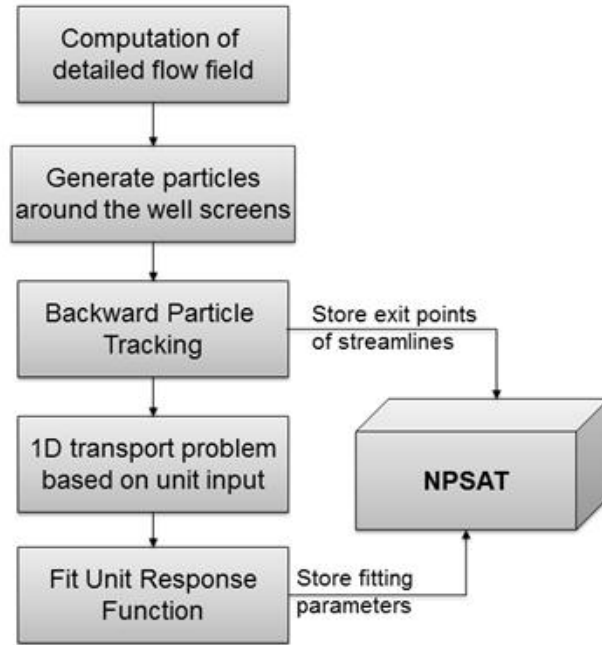 Computation of
detailed flow field
Generate particles
around the well screens
Backward Particle
Tracking
Store exit points
of streamlines
1D transport problem
based on unit input
NPSAT
Fit Unit Response
Function
Store fitting
parameters